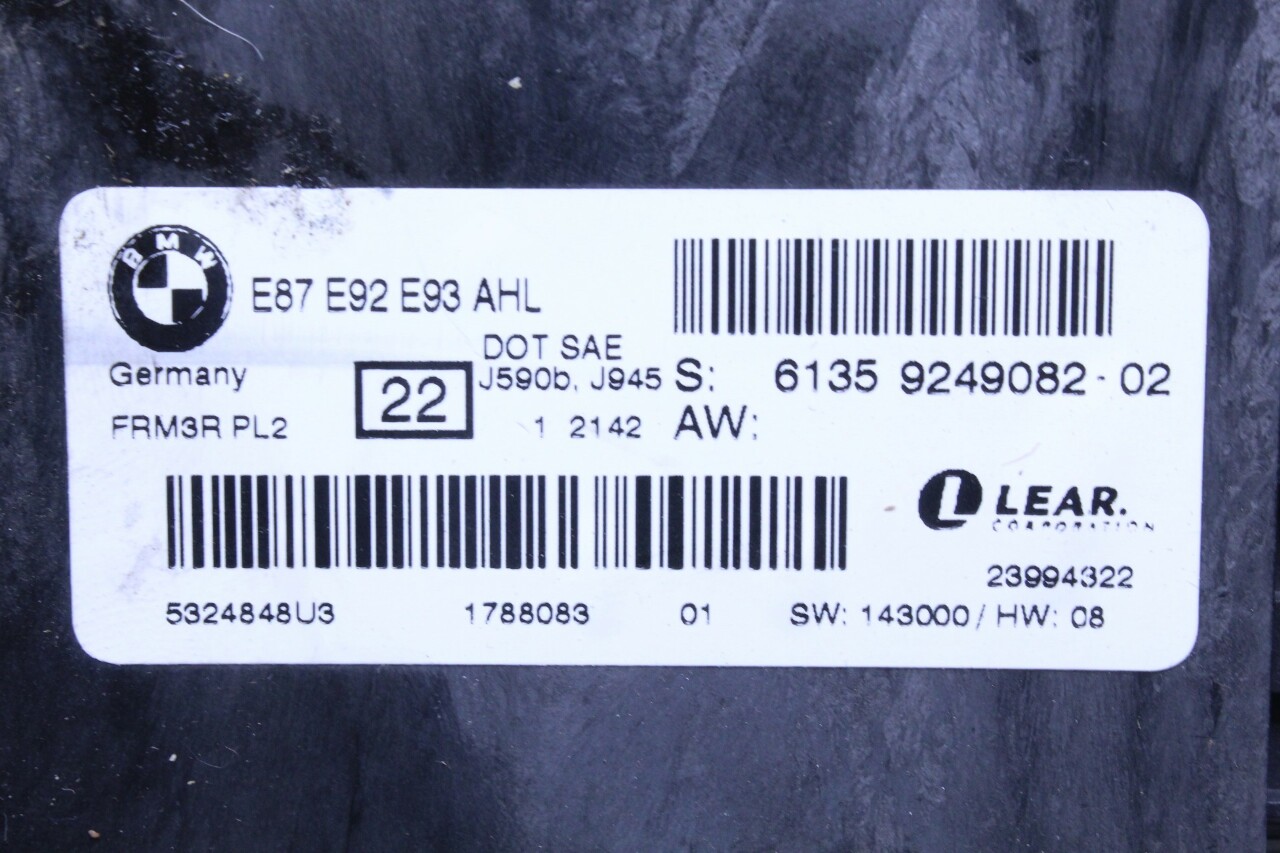 BMW
E87 E92 E93 AHL
DOT SAE
Germany
22
J590b, J945
S: 6135 9249082-02
FRM3R PL2
1 2142
AW:
L LEAR.
CORPORATION
23994322
5324848U3 1788083 01 SW: 143000/ HW: 08